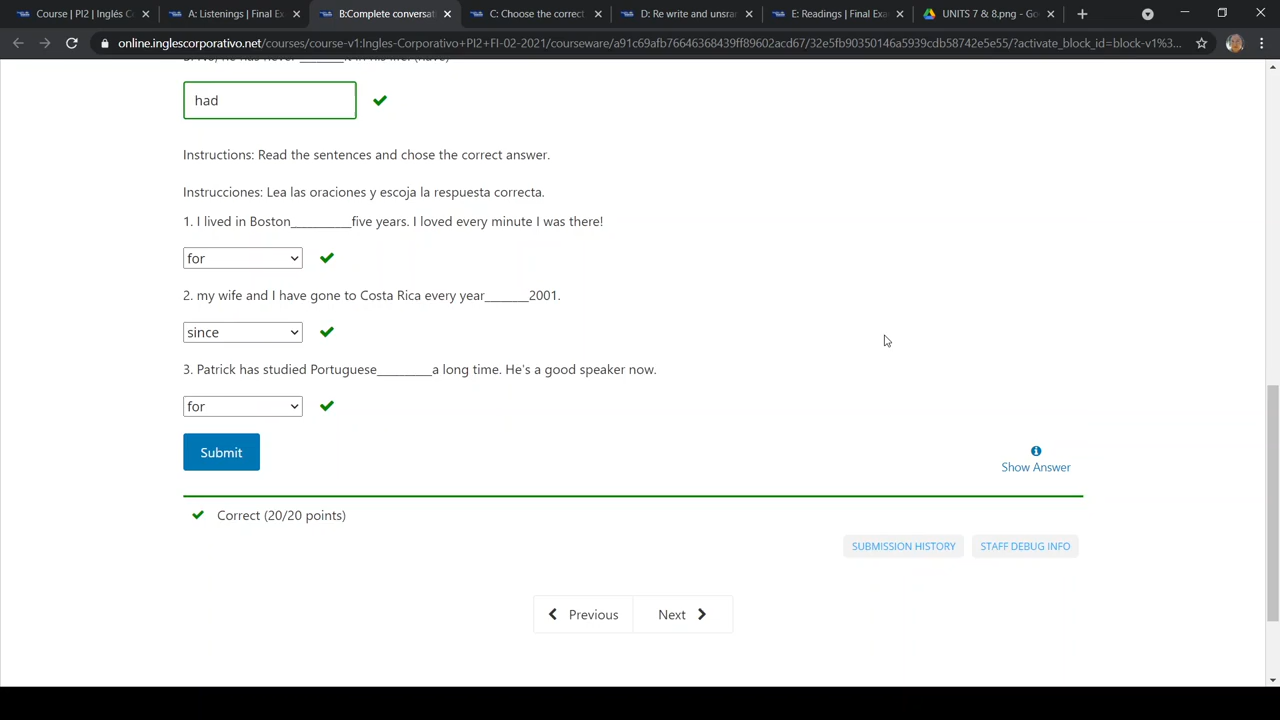 Course | PI2 | Inglés C
A: Listenings | Final Ex
B:Complete conversat
C: Choose the correct
D: Re write and unsra
E: Readings | Final Exa
UNITS 7 & 8.png - Go
online.inglescorporativo.net/courses/course-v1:Ingles-Corporativo+PI2+FI-02-2021/courseware/a91c69afb76646368439ff89602acd67/32e5fb90350146a5939cdb58742e5e55/?activate_block_id=block-v1%3...
had
Instructions: Read the sentences and chose the correct answer.
Instrucciones: Lea las oraciones y escoja la respuesta correcta.
1. I lived in Boston__________five years. I loved every minute I was there!
for
2. my wife and I have gone to Costa Rica every year_______2001.
since
3. Patrick has studied Portuguese_________a long time. He's a good speaker now.
for
Submit
Show Answer
Correct (20/20 points)
SUBMISSION HISTORY
STAFF DEBUG INFO
Previous
Next